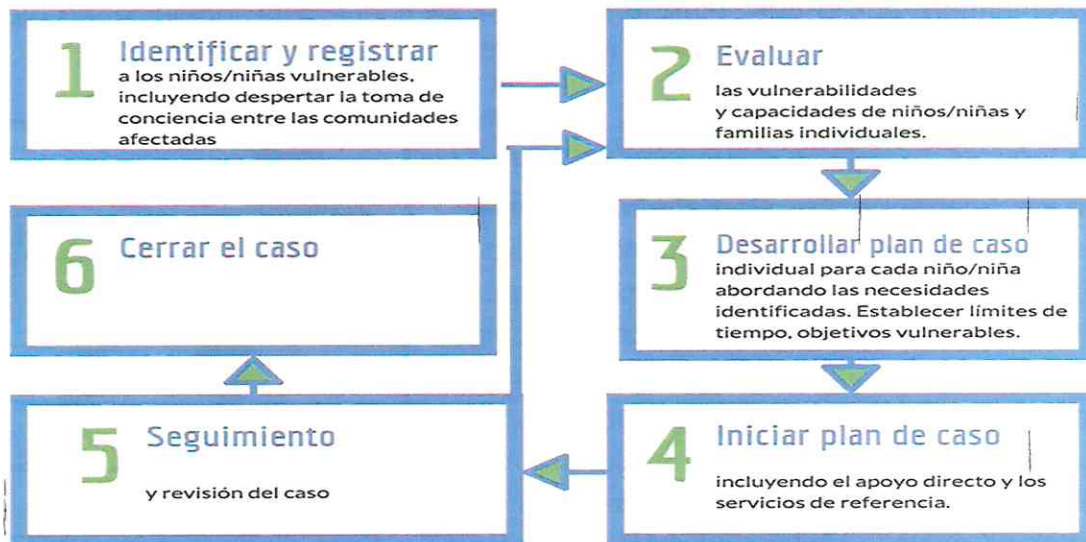 1
Identificar y registrar
a los niños/niñas vulnerables,
incluyendo despertar la toma de
conciencia entre las comunidades
afectadas
2
Evaluar
las vulnerabilidades
y capacidades de niños/niñas y
familias individuales.
3
Desarrollar plan de caso
individual para cada niño/niña
abordando las necesidades
identificadas. Establecer límites de
tiempo, objetivos vulnerables.
4
Iniciar plan de caso
incluyendo el apoyo directo y los
servicios de referencia.
5
Seguimiento
y revisión del caso
6
Cerrar el caso